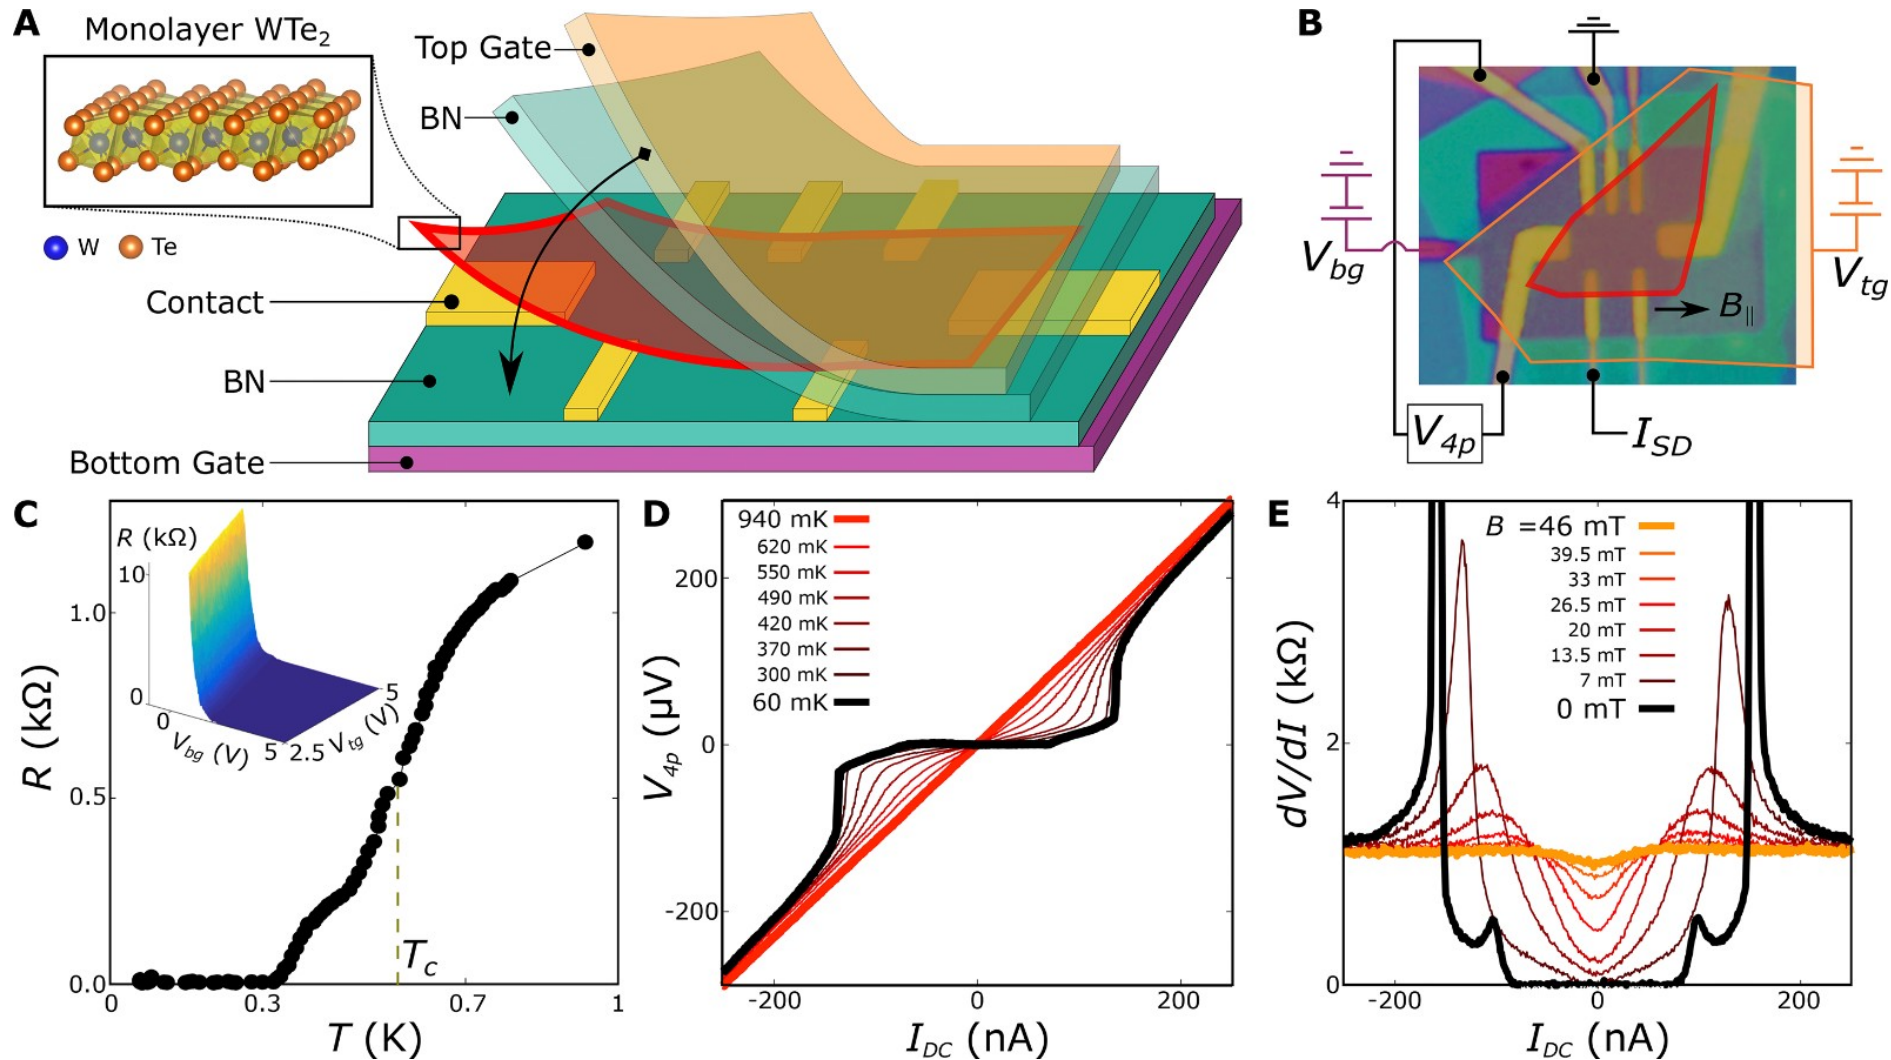 A
Monolayer WTe2
W
Te
Top Gate
BN
Contact
BN
Bottom Gate
B
Vbg
Vtg
B||
V4p
ISD
C
R (kΩ)
10
0
0
Vbg (V)
5
2.5
Vtg (V)
5
R (kΩ)
1.0
0.5
0.0
Tc
0
0.3
0.7
1
T (K)
D
940 mK
620 mK
550 mK
490 mK
420 mK
370 mK
300 mK
60 mK
V4p (μV)
200
0
-200
-200
0
200
IDC (nA)
E
B =46 mT
39.5 mT
33 mT
26.5 mT
20 mT
13.5 mT
7 mT
0 mT
dV/dI (kΩ)
4
2
0
-200
0
200
IDC (nA)